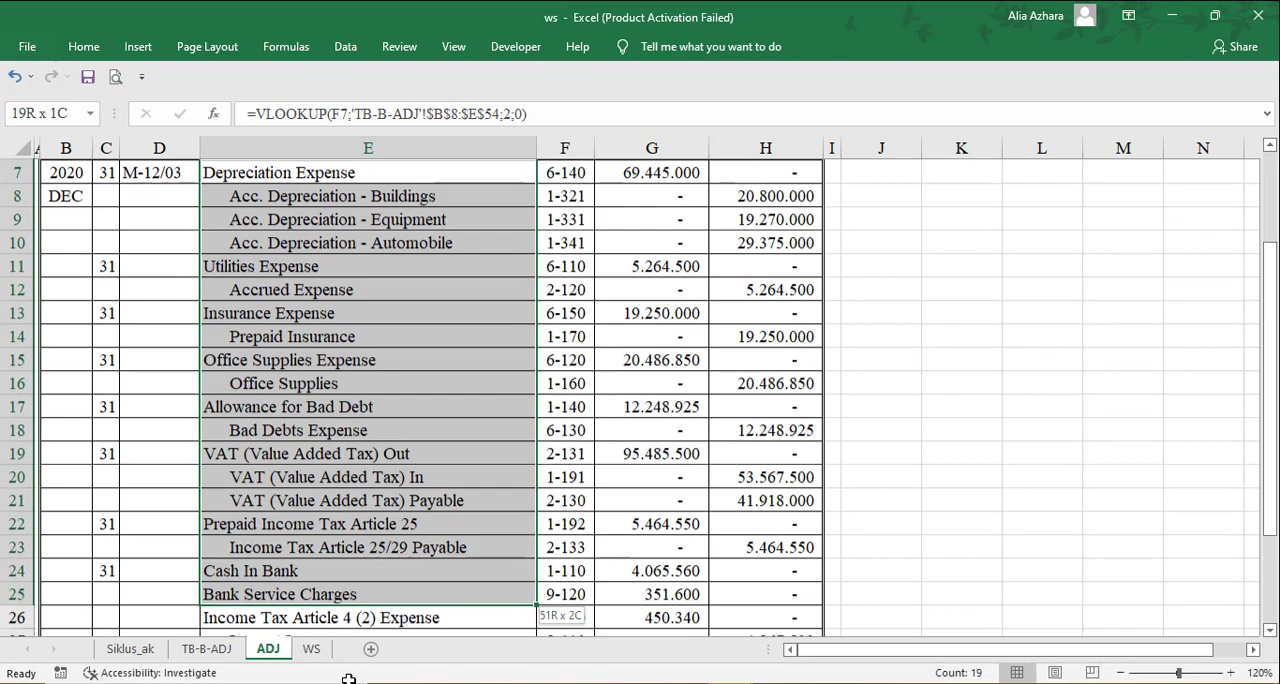 ws - Excel (Product Activation Failed)
Alia Azhara
File Home Insert Page Layout Formulas Data Review View Developer Help Tell me what you want to do Share
19R x 1C fx =VLOOKUP(F7;'TB-B-ADJ'!$B$8:$E$54;2;0)
B C D E F G H I J K L M N
7 2020 31 M-12/03 Depreciation Expense 6-140 69.445.000 -
8 DEC Acc. Depreciation - Buildings 1-321 - 20.800.000
9 Acc. Depreciation - Equipment 1-331 - 19.270.000
10 Acc. Depreciation - Automobile 1-341 - 29.375.000
11 31 Utilities Expense 6-110 5.264.500 -
12 Accrued Expense 2-120 - 5.264.500
13 31 Insurance Expense 6-150 19.250.000 -
14 Prepaid Insurance 1-170 - 19.250.000
15 31 Office Supplies Expense 6-120 20.486.850 -
16 Office Supplies 1-160 - 20.486.850
17 31 Allowance for Bad Debt 1-140 12.248.925 -
18 Bad Debts Expense 6-130 - 12.248.925
19 31 VAT (Value Added Tax) Out 2-131 95.485.500 -
20 VAT (Value Added Tax) In 1-191 - 53.567.500
21 VAT (Value Added Tax) Payable 2-130 - 41.918.000
22 31 Prepaid Income Tax Article 25 1-192 5.464.550 -
23 Income Tax Article 25/29 Payable 2-133 - 5.464.550
24 31 Cash In Bank 1-110 4.065.560 -
25 Bank Service Charges 9-120 351.600 -
26 Income Tax Article 4 (2) Expense 51R x 2C 450.340 -
Siklus_ak TB-B-ADJ ADJ WS
Ready Accessibility: Investigate Count: 19 120%